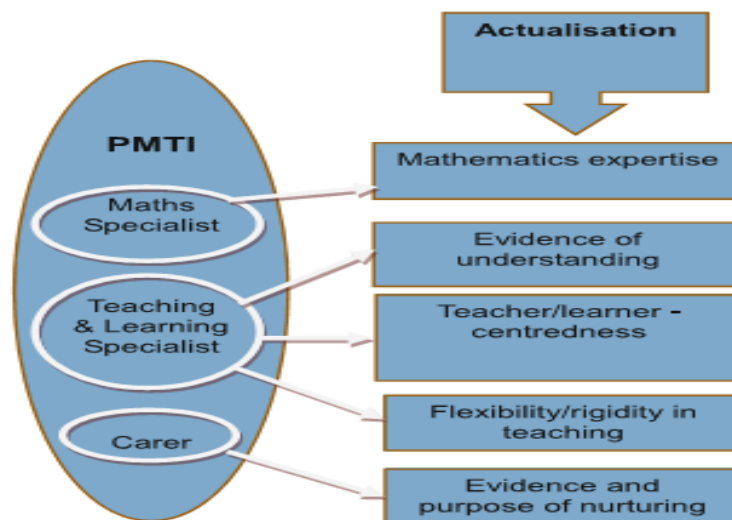 Actualisation
PMTI
Maths
Specialist
Teaching
& Learning
Specialist
Carer
Mathematics expertise
Evidence of
understanding
Teacher/learner -
centredness
Flexibility/rigidity in
teaching
Evidence and
purpose of nurturing